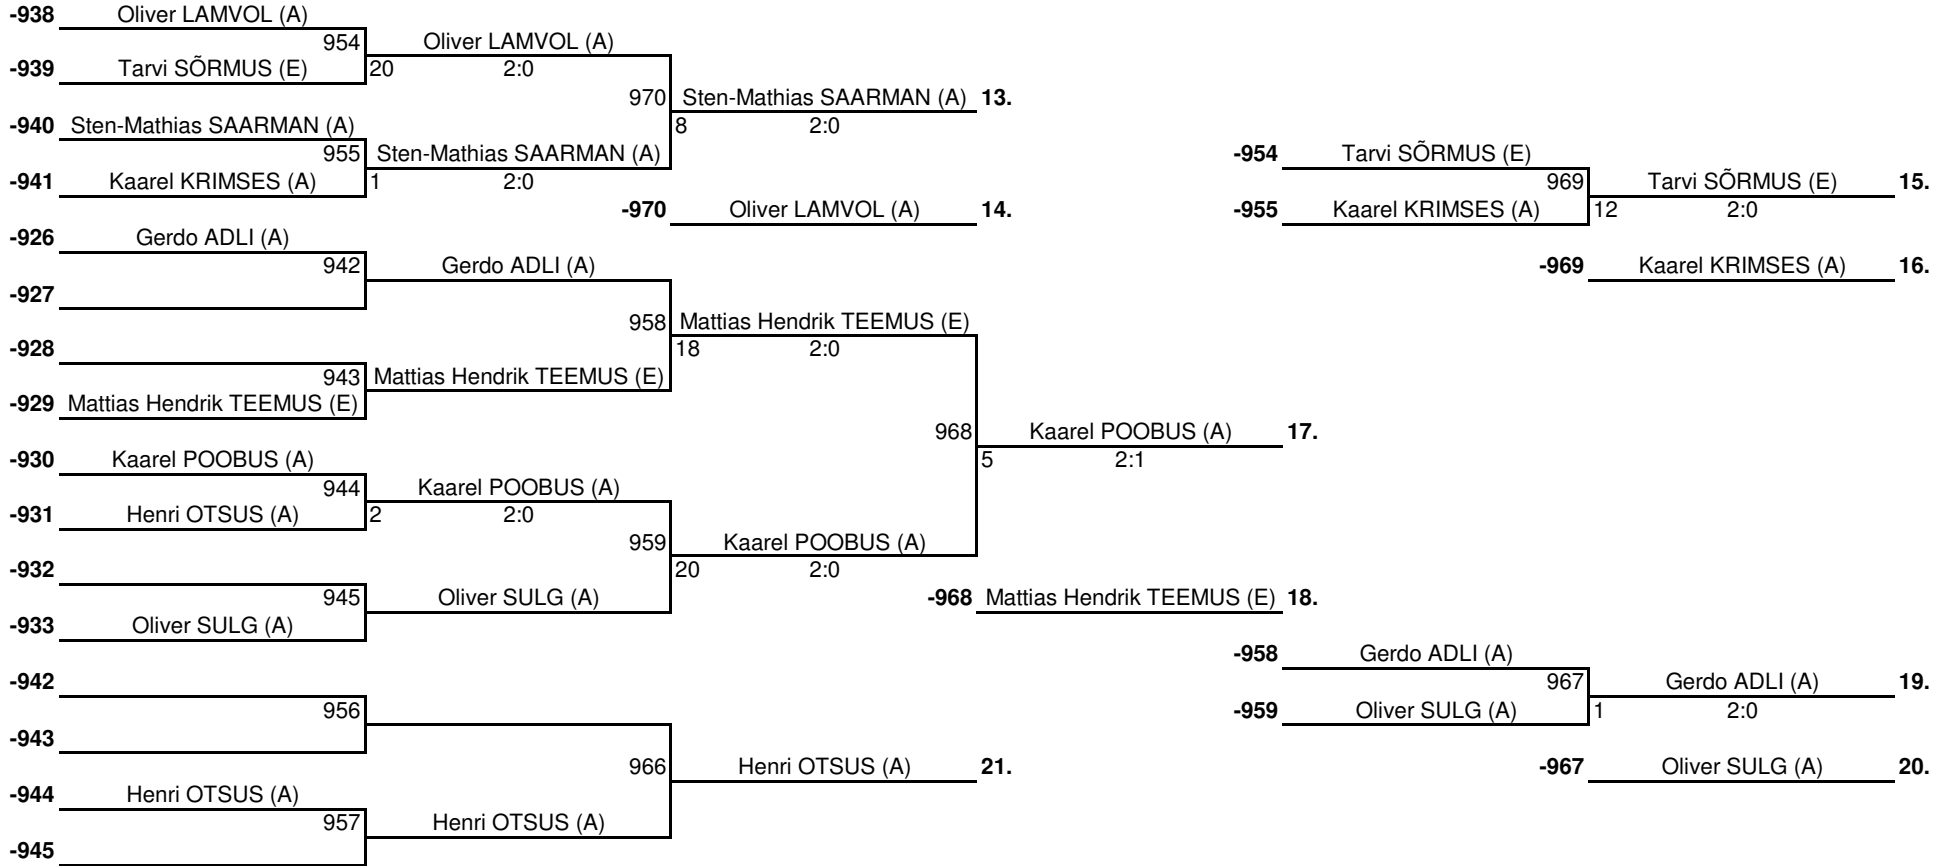 -938 Oliver LAMVOL (A)
954 Oliver LAMVOL (A)
-939 Tarvi SÕRMUS (E) 20 2:0
970 Sten-Mathias SAARMAN (A) 13.
-940 Sten-Mathias SAARMAN (A) 8 2:0
955 Sten-Mathias SAARMAN (A) -954 Tarvi SÕRMUS (E)
-941 Kaarel KRIMSES (A) 1 2:0 969 Tarvi SÕRMUS (E) 15.
-970 Oliver LAMVOL (A) 14. -955 Kaarel KRIMSES (A) 12 2:0
-926 Gerdo ADLI (A)
942 Gerdo ADLI (A) -969 Kaarel KRIMSES (A) 16.
-927
958 Mattias Hendrik TEEMUS (E)
-928 18 2:0
943 Mattias Hendrik TEEMUS (E)
-929 Mattias Hendrik TEEMUS (E)
968 Kaarel POOBUS (A) 17.
-930 Kaarel POOBUS (A) 5 2:1
944 Kaarel POOBUS (A)
-931 Henri OTSUS (A) 2 2:0
959 Kaarel POOBUS (A)
-932 20 2:0
945 Oliver SULG (A) -968 Mattias Hendrik TEEMUS (E) 18.
-933 Oliver SULG (A)
-958 Gerdo ADLI (A)
-942 967 Gerdo ADLI (A) 19.
956 -959 Oliver SULG (A) 1 2:0
-943
966 Henri OTSUS (A) 21. -967 Oliver SULG (A) 20.
-944 Henri OTSUS (A)
957 Henri OTSUS (A)
-945